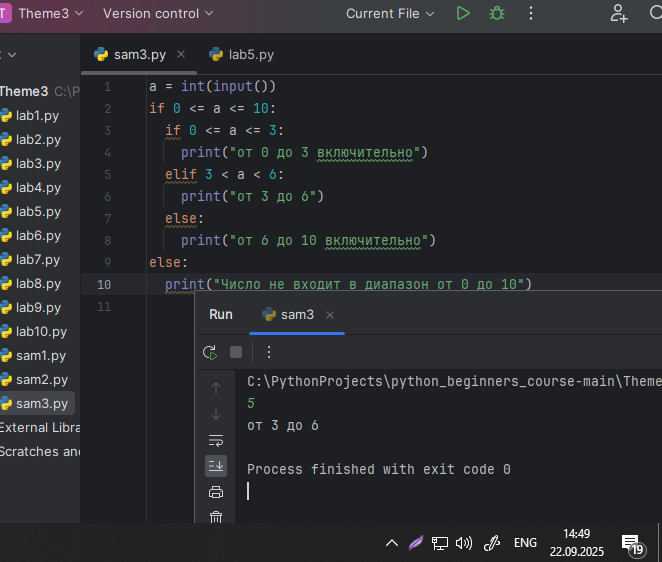 T Theme3 Version control Current File
sam3.py × lab5.py
Theme3 C:\P
lab1.py
lab2.py
lab3.py
lab4.py
lab5.py
lab6.py
lab7.py
lab8.py
lab9.py
lab10.py
sam1.py
sam2.py
sam3.py
External Libra
Scratches and
1 a = int(input())
2 if 0 <= a <= 10:
3 if 0 <= a <= 3:
4 print("от 0 до 3 включительно")
5 elif 3 < a < 6:
6 print("от 3 до 6")
7 else:
8 print("от 6 до 10 включительно")
9 else:
10 print("Число не входит в диапазон от 0 до 10")
11
Run sam3 ×
C:\PythonProjects\python_beginners_course-main\Theme
5
от 3 до 6
Process finished with exit code 0
ENG
14:49
22.09.2025
19